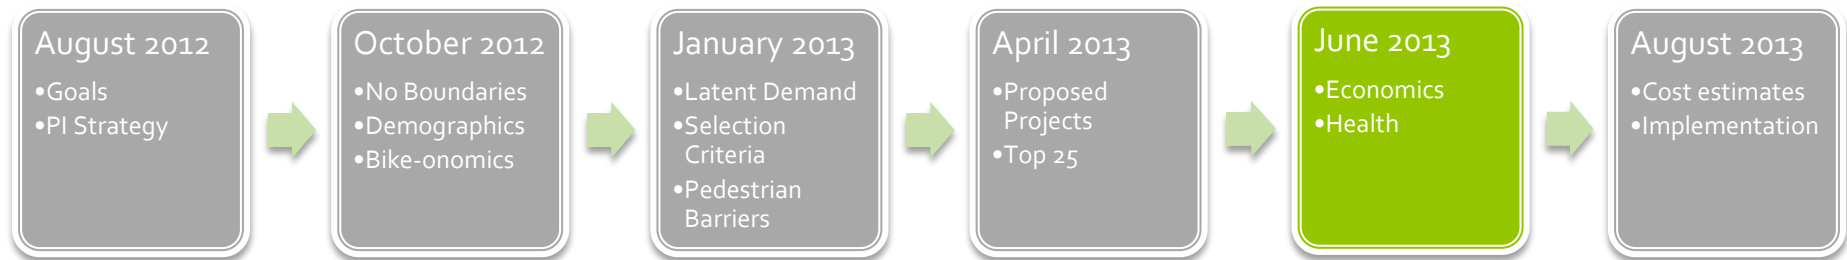 August 2012
•Goals
•PI Strategy
October 2012
•No Boundaries
•Demographics
•Bike-onomics
January 2013
•Latent Demand
•Selection
Criteria
•Pedestrian
Barriers
April 2013
•Proposed
Projects
•Top 25
June 2013
•Economics
•Health
August 2013
•Cost estimates
•Implementation